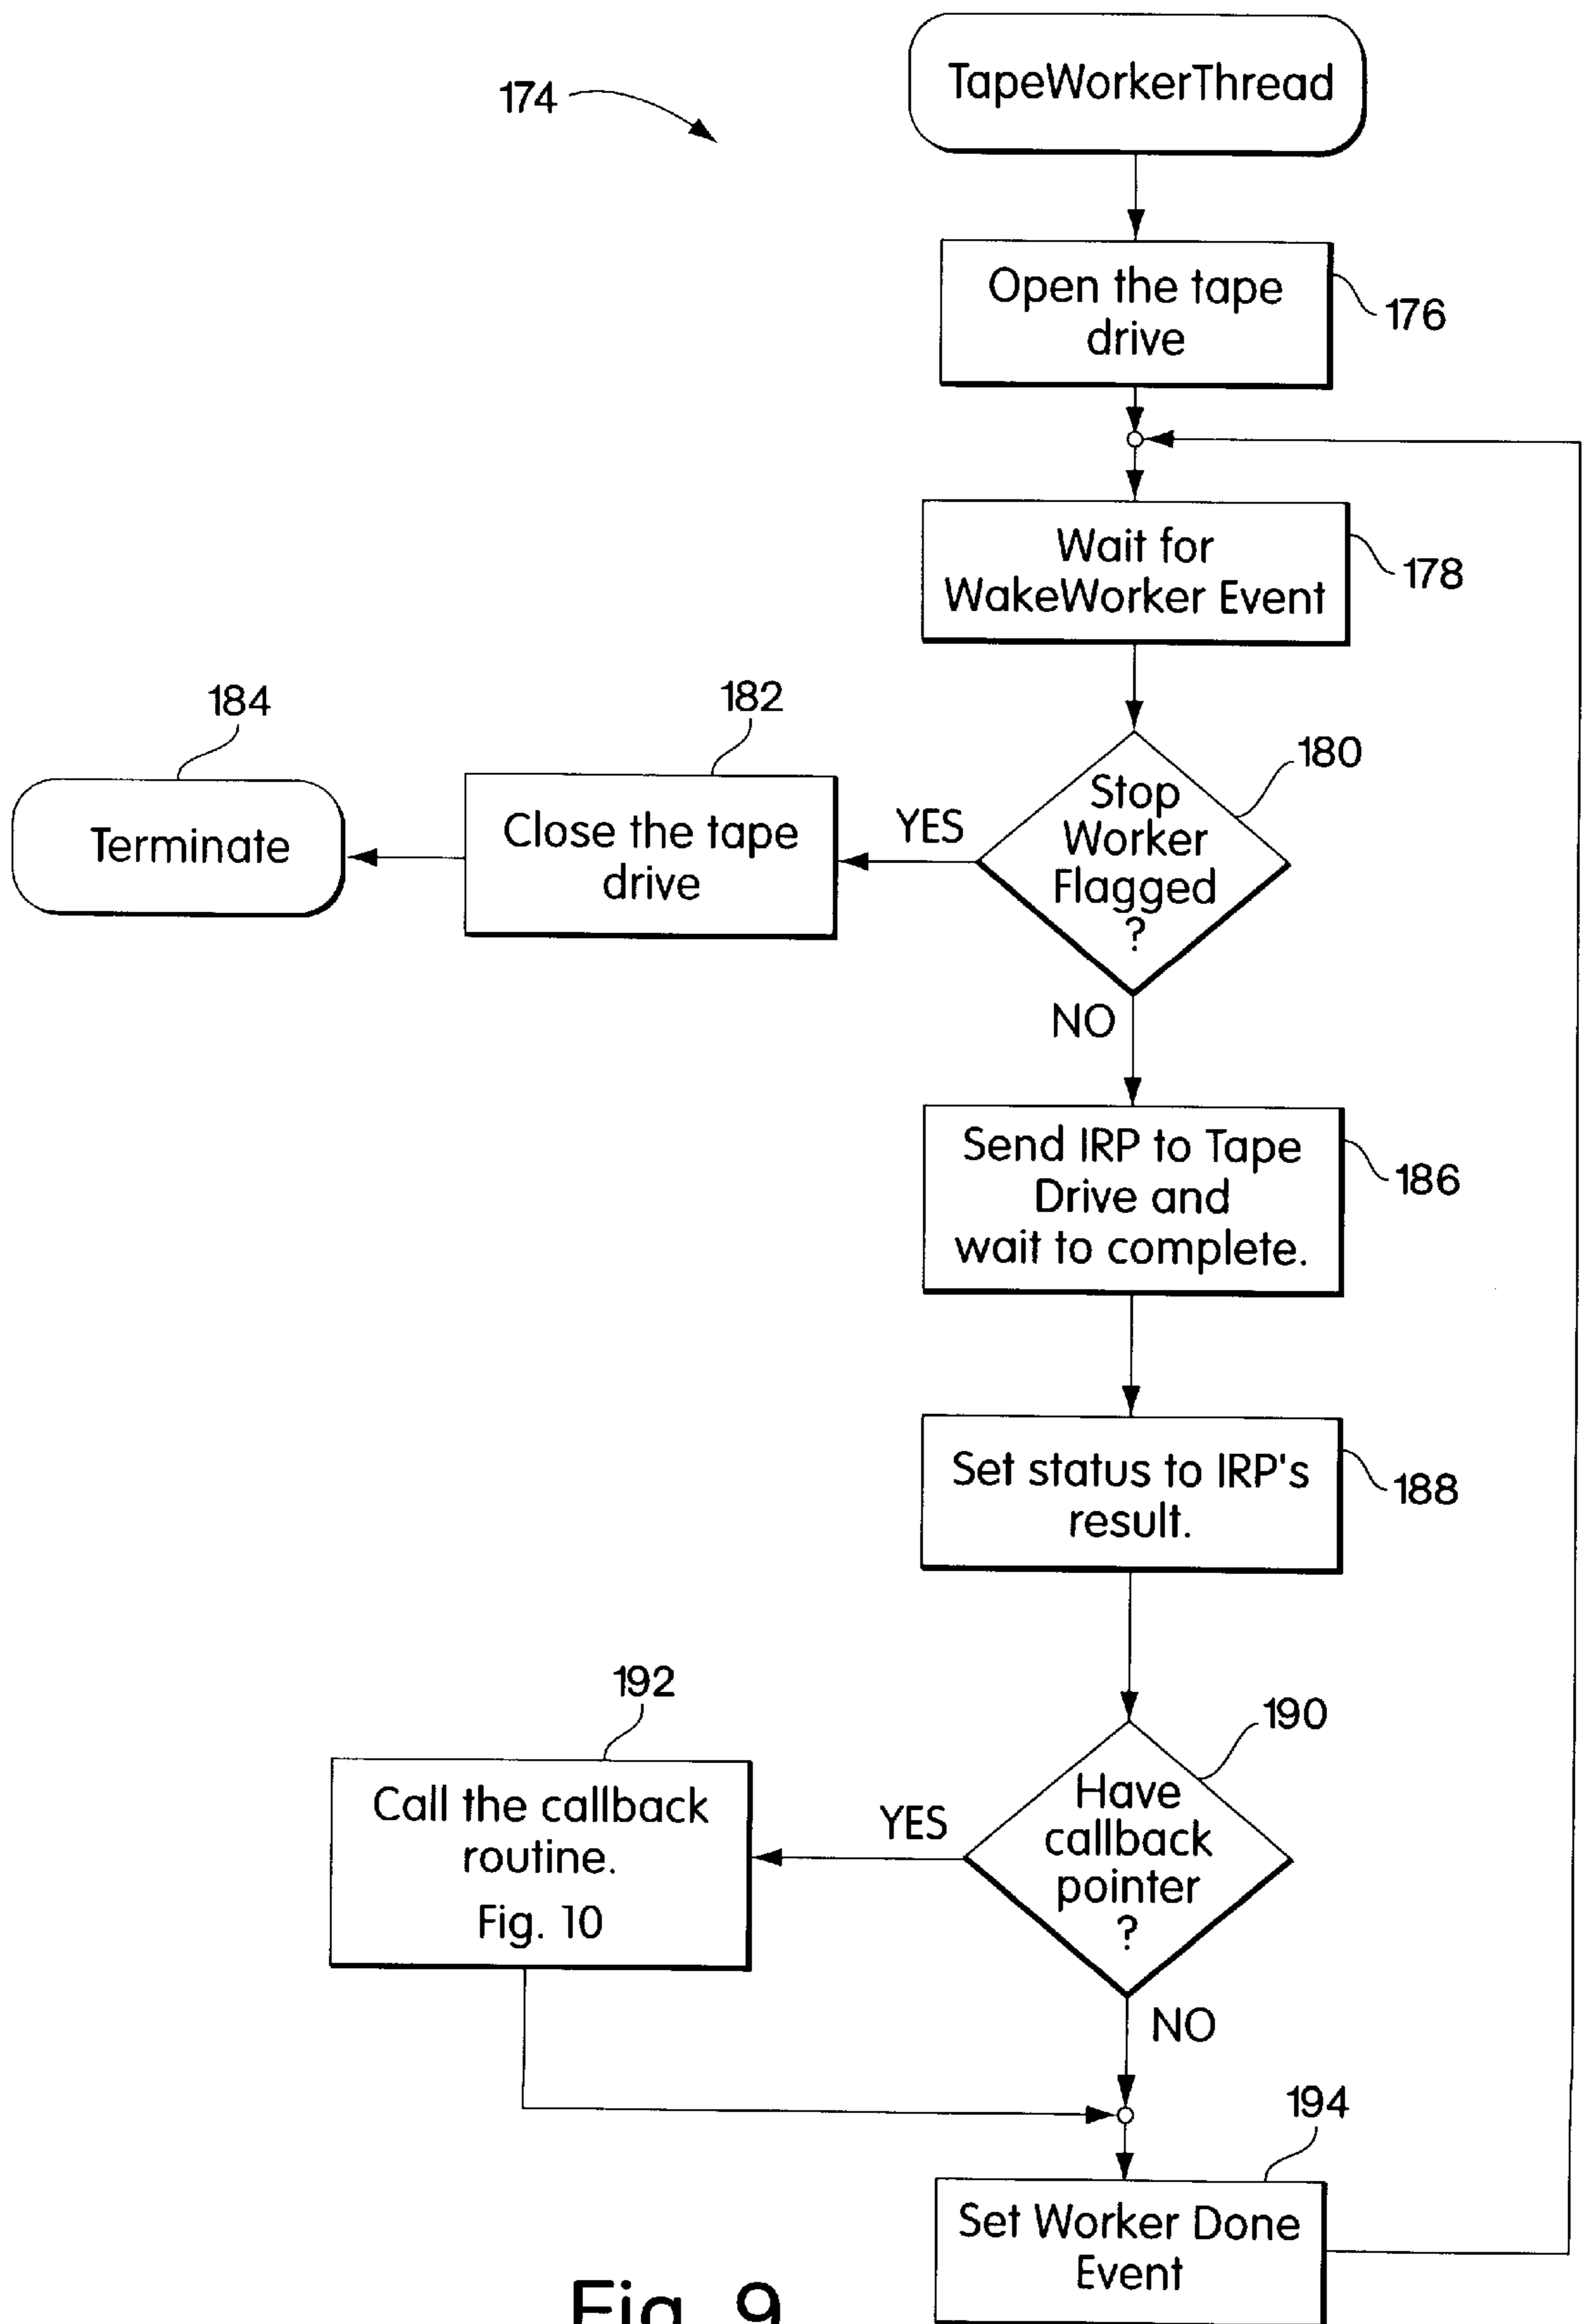 174
TapeWorkerThread
Open the tape
drive
176
Wait for
WakeWorker Event
178
184
182
180
Terminate
Close the tape
drive
YES
Stop
Worker
Flagged
?
NO
Send IRP to Tape
Drive and
wait to complete.
186
Set status to IRP's
result.
188
192
190
Call the callback
routine.
Fig. 10
YES
Have
callback
pointer
?
NO
194
Set Worker Done
Event
Fig. 9